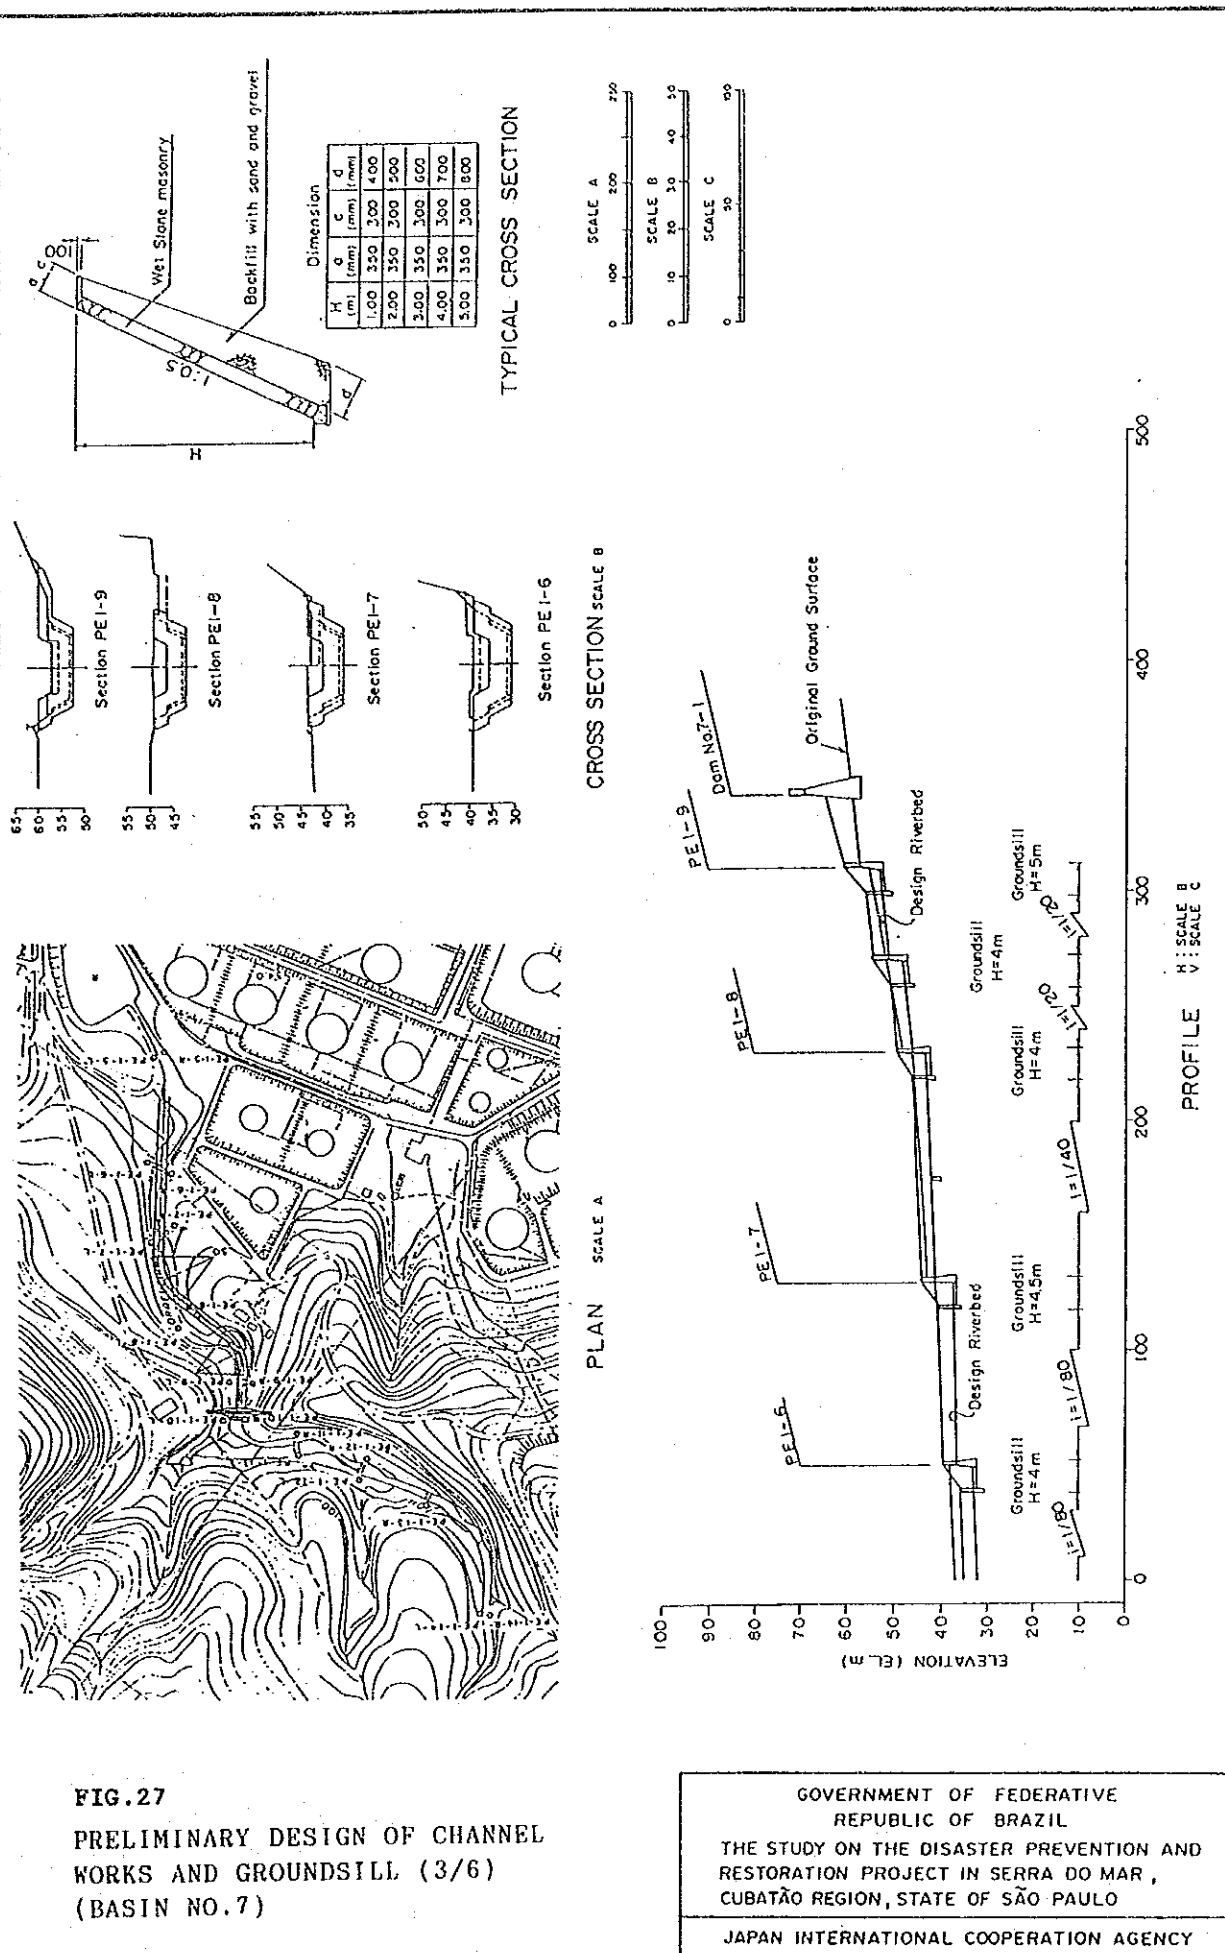 100
a c
Wet Stone masonry
1:0.5
Backfill with sand and gravel
H
d
Dimension
H (m) a (mm) c (mm) d (mm)
1.00 350 300 400
2.00 350 300 500
3.00 350 300 600
4.00 350 300 700
5.00 350 300 800
TYPICAL CROSS SECTION
SCALE A
0 100 200 250
SCALE B
0 10 20 30 40 50
SCALE C
0 50 100
65 60 55 50
Section PE1-9
50 45
Section PE1-8
55 50 45 40 35
Section PE1-7
50 45 40 35 30
Section PE1-6
CROSS SECTION SCALE B
PLAN SCALE A
ELEVATION (EL.m)
100 90 80 70 60 50 40 30 20 10 0
PE1-6
PE1-7
PE1-8
PE1-9
Dam No.7-1
Original Ground Surface
Design Riverbed
Design Riverbed
Groundsill
H=4m
Groundsill
H=4.5m
Groundsill
H=4m
Groundsill
H=4m
Groundsill
H=5m
i=1/80
i=1/80
i=1/40
i=1/20
i=1/20
0 100 200 300 400 500
PROFILE
H : SCALE B
V : SCALE C
FIG.27
PRELIMINARY DESIGN OF CHANNEL
WORKS AND GROUNDSILL (3/6)
(BASIN NO.7)
GOVERNMENT OF FEDERATIVE
REPUBLIC OF BRAZIL
THE STUDY ON THE DISASTER PREVENTION AND
RESTORATION PROJECT IN SERRA DO MAR,
CUBATÃO REGION, STATE OF SÃO PAULO
JAPAN INTERNATIONAL COOPERATION AGENCY